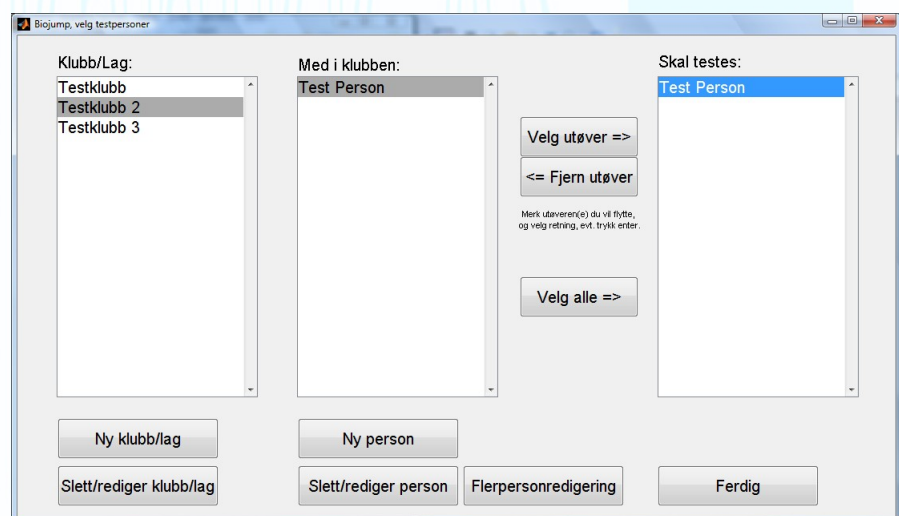 Biojump, velg testpersoner
Klubb/Lag:
Testklubb
Testklubb 2
Testklubb 3
Med i klubben:
Test Person
Velg utøver =>
<= Fjern utøver
Merk utøveren(e) du vil flytte,
og velg retning, evt. trykk enter.
Velg alle =>
Skal testes:
Test Person
Ny klubb/lag
Ny person
Slett/rediger klubb/lag
Slett/rediger person
Flerpersonredigering
Ferdig